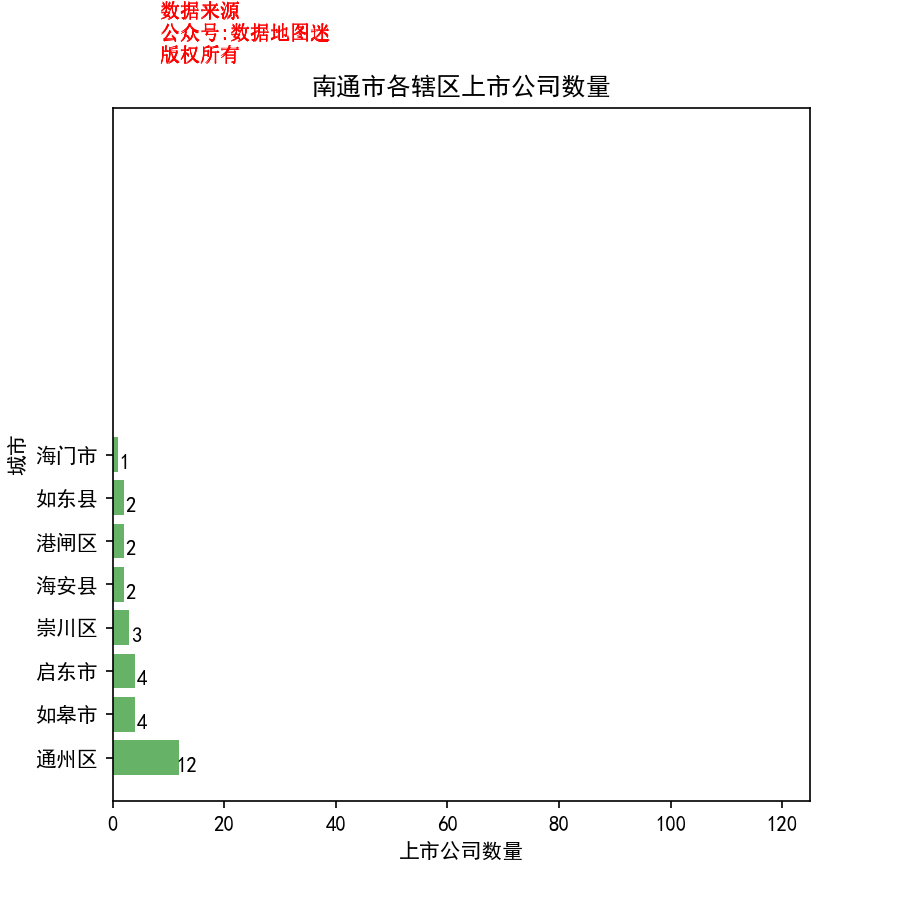 数据来源
公众号:数据地图迷
版权所有
南通市各辖区上市公司数量
城市
海门市 1
如东县 2
港闸区 2
海安县 2
崇川区 3
启东市 4
如皋市 4
通州区 12
0 20 40 60 80 100 120
上市公司数量